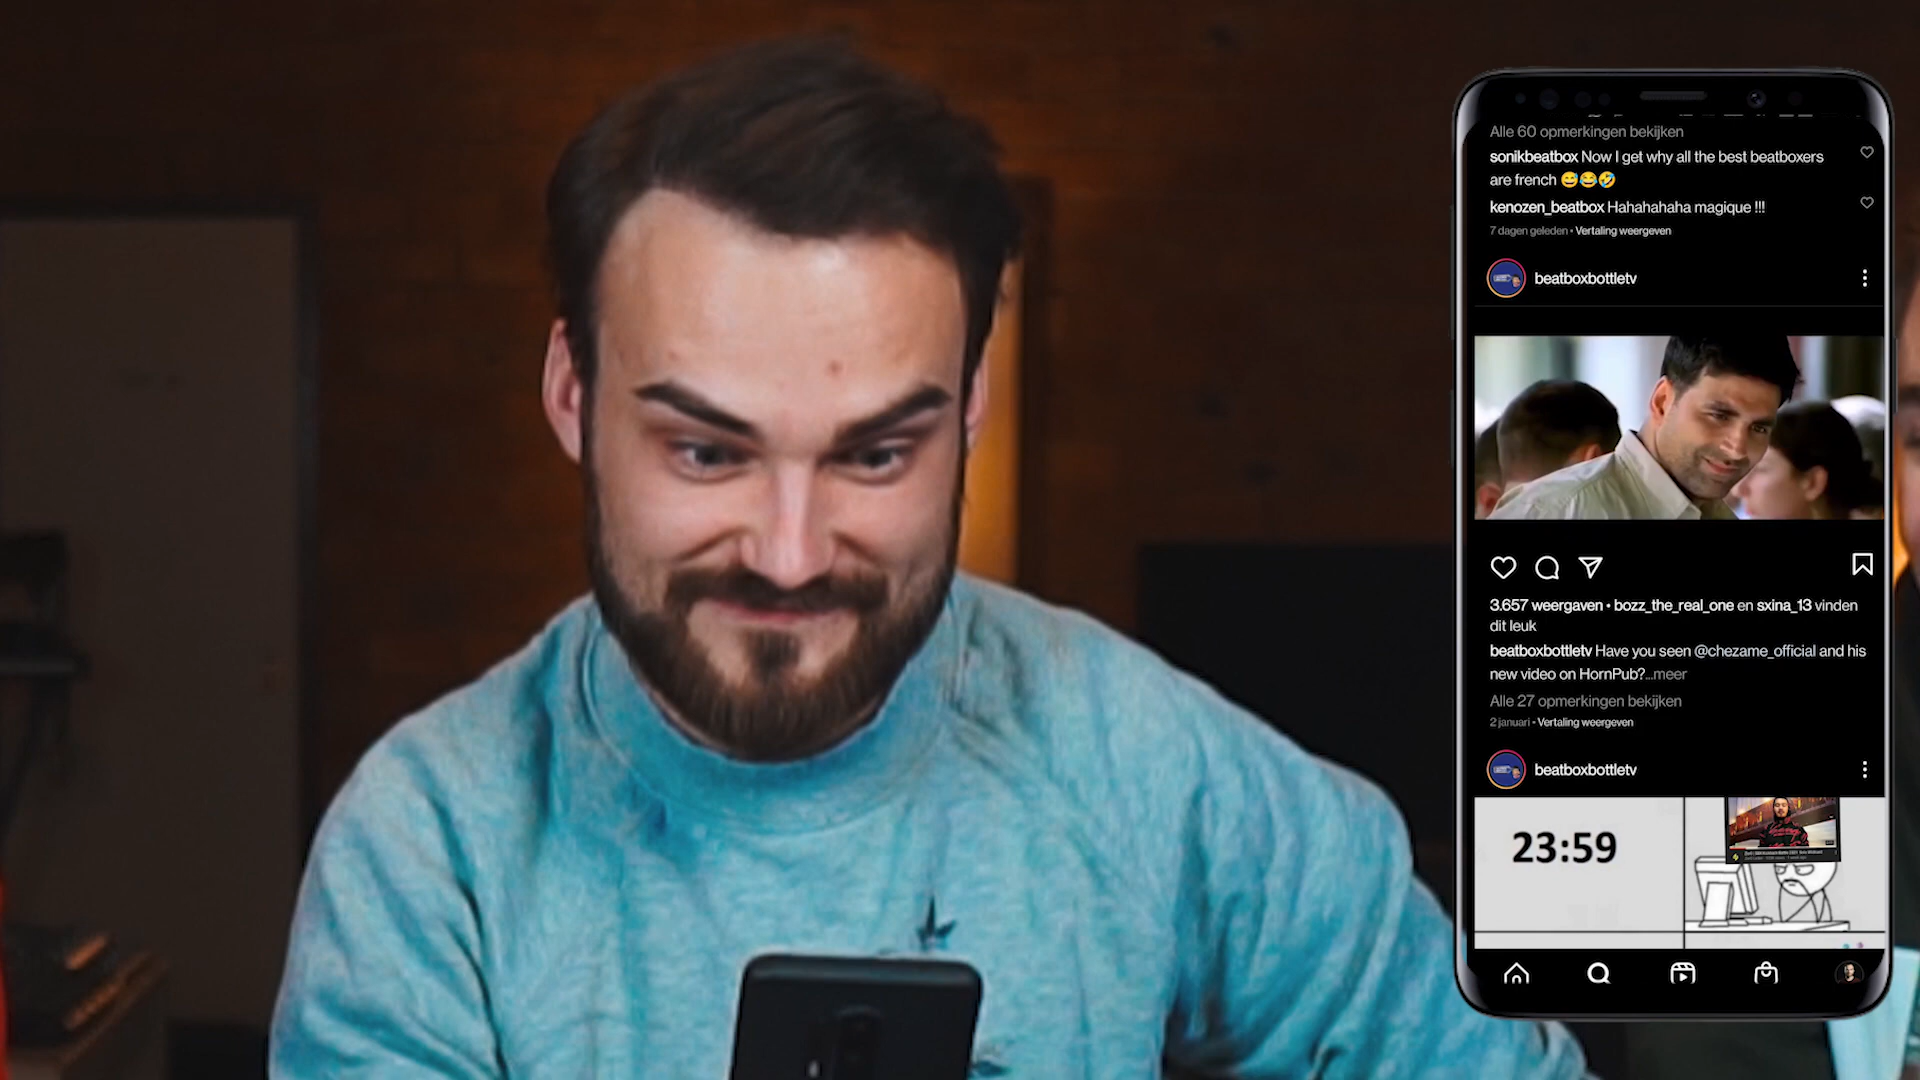 Alle 60 opmerkingen bekijken
sonikbeatbox Now I get why all the best beatboxers
are french 😅😂🤣
kenozen_beatbox Hahahahaha magique !!!
7 dagen geleden • Vertaling weergeven
beatboxbottletv
3.657 weergaven • bozz_the_real_one en sxina_13 vinden
dit leuk
beatboxbottletv Have you seen @chezame_official and his
new video on HornPub?...meer
Alle 27 opmerkingen bekijken
2 januari • Vertaling weergeven
beatboxbottletv
23:59